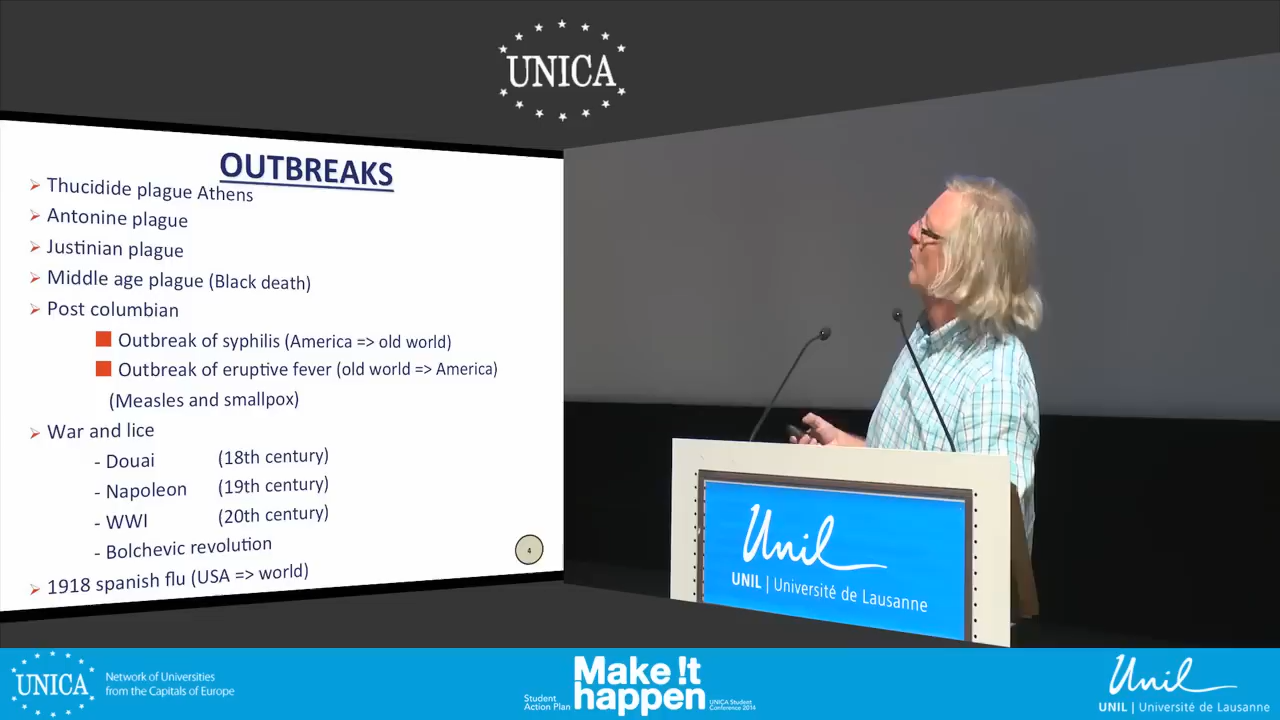 UNICA
OUTBREAKS
Thucidide plague Athens
Antonine plague
Justinian plague
Middle age plague (Black death)
Post columbian
Outbreak of syphilis (America => old world)
Outbreak of eruptive fever (old world => America)
(Measles and smallpox)
War and lice
- Douai (18th century)
- Napoleon (19th century)
- WWI (20th century)
- Bolchevic revolution
4
1918 spanish flu (USA => world)
Unil
UNIL | Université de Lausanne
UNICA
Network of Universities
from the Capitals of Europe
Student
Action Plan
Make !t
happen
UNICA Student
Conference 2014
Unil
UNIL | Université de Lausanne